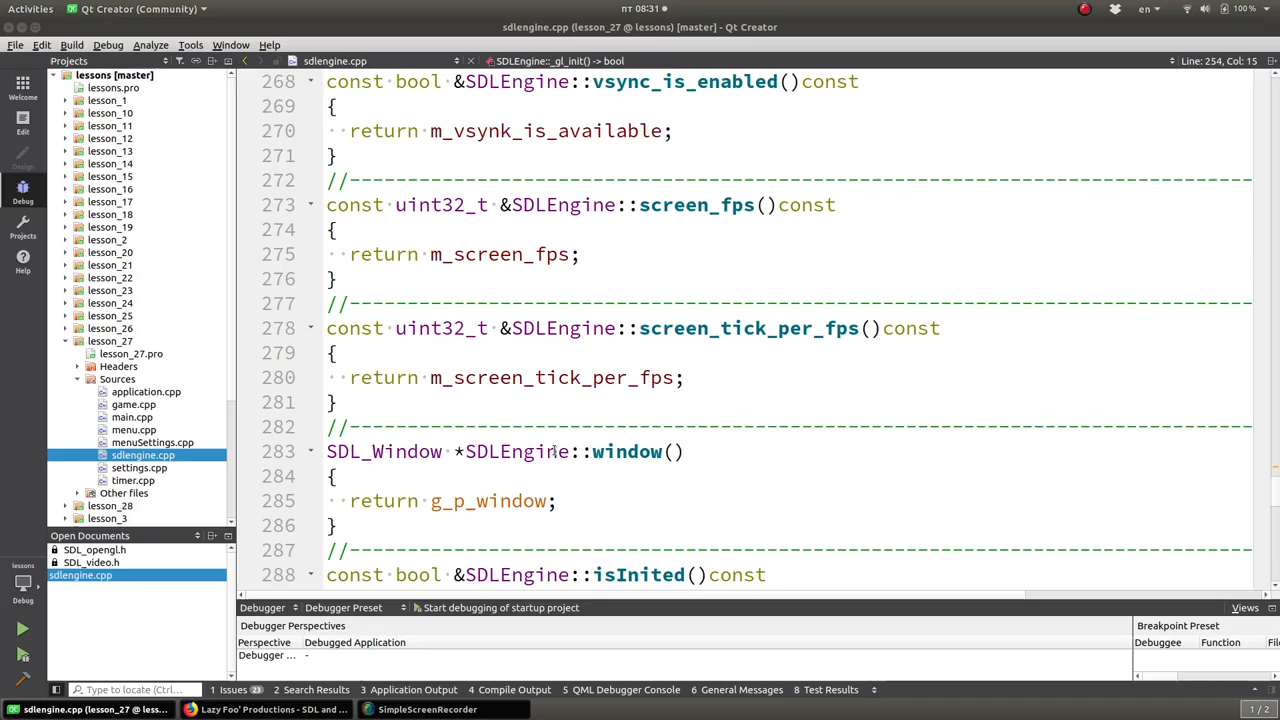 Activities
Qt Creator (Community)
пт 08:31
en
100 %
sdlengine.cpp (lesson_27 @ lessons) [master] - Qt Creator
File Edit Build Debug Analyze Tools Window Help
Projects
sdlengine.cpp
SDLEngine::_gl_init() -> bool
Line: 254, Col: 15
Welcome
Edit
Design
Debug
Projects
Help
lessons
Debug
lessons [master]
lessons.pro
lesson_1
lesson_10
lesson_11
lesson_12
lesson_13
lesson_14
lesson_15
lesson_16
lesson_17
lesson_18
lesson_19
lesson_2
lesson_20
lesson_21
lesson_22
lesson_23
lesson_24
lesson_25
lesson_26
lesson_27
lesson_27.pro
Headers
Sources
application.cpp
game.cpp
main.cpp
menu.cpp
menuSettings.cpp
sdlengine.cpp
settings.cpp
timer.cpp
Other files
lesson_28
lesson_3
Open Documents
SDL_opengl.h
SDL_video.h
sdlengine.cpp
268 const bool &SDLEngine::vsync_is_enabled()const
269 {
270 ··return·m_vsynk_is_available;
271 }
272 //--------------------------------------------------------------------------------
273 const uint32_t &SDLEngine::screen_fps()const
274 {
275 ··return·m_screen_fps;
276 }
277 //--------------------------------------------------------------------------------
278 const uint32_t &SDLEngine::screen_tick_per_fps()const
279 {
280 ··return·m_screen_tick_per_fps;
281 }
282 //--------------------------------------------------------------------------------
283 SDL_Window·*SDLEngine::window()
284 {
285 ··return·g_p_window;
286 }
287 //--------------------------------------------------------------------------------
288 const bool &SDLEngine::isInited()const
Debugger
Debugger Preset
Start debugging of startup project
Views
Debugger Perspectives
Breakpoint Preset
Perspective Debugged Application
Debuggee Function File
Debugger ... -
Type to locate (Ctrl...
1 Issues 23
2 Search Results
3 Application Output
4 Compile Output
5 QML Debugger Console
6 General Messages
8 Test Results
sdlengine.cpp (lesson_27 @ less...
Lazy Foo' Productions - SDL and ...
SimpleScreenRecorder
1 / 2